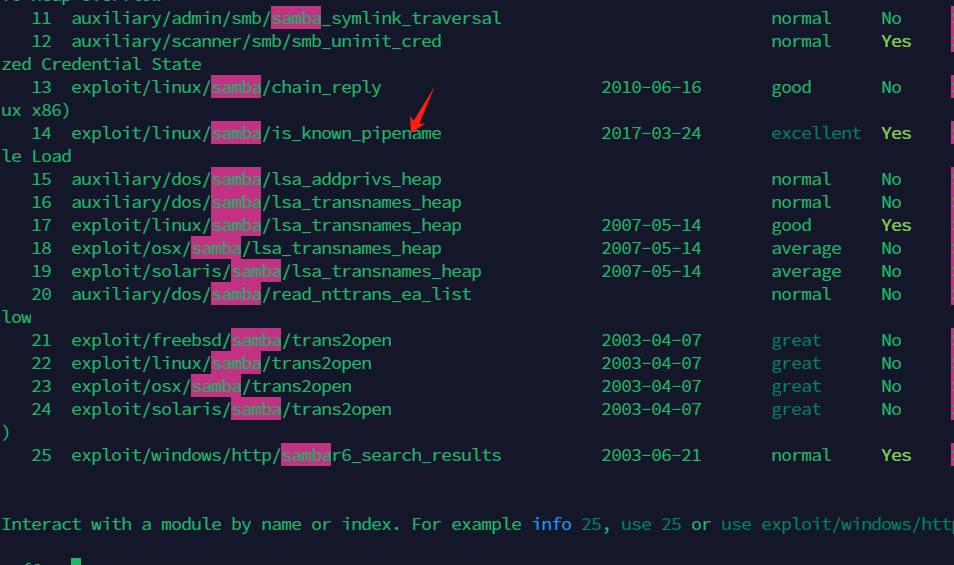 11 auxiliary/admin/smb/samba_symlink_traversal normal No
12 auxiliary/scanner/smb/smb_uninit_cred normal Yes
zed Credential State
13 exploit/linux/samba/chain_reply 2010-06-16 good No
ux x86)
14 exploit/linux/samba/is_known_pipename 2017-03-24 excellent Yes
le Load
15 auxiliary/dos/samba/lsa_addprivs_heap normal No
16 auxiliary/dos/samba/lsa_transnames_heap normal No
17 exploit/linux/samba/lsa_transnames_heap 2007-05-14 good Yes
18 exploit/osx/samba/lsa_transnames_heap 2007-05-14 average No
19 exploit/solaris/samba/lsa_transnames_heap 2007-05-14 average No
20 auxiliary/dos/samba/read_nttrans_ea_list normal No
low
21 exploit/freebsd/samba/trans2open 2003-04-07 great No
22 exploit/linux/samba/trans2open 2003-04-07 great No
23 exploit/osx/samba/trans2open 2003-04-07 great No
24 exploit/solaris/samba/trans2open 2003-04-07 great No
)
25 exploit/windows/http/sambar6_search_results 2003-06-21 normal Yes
Interact with a module by name or index. For example info 25, use 25 or use exploit/windows/htt